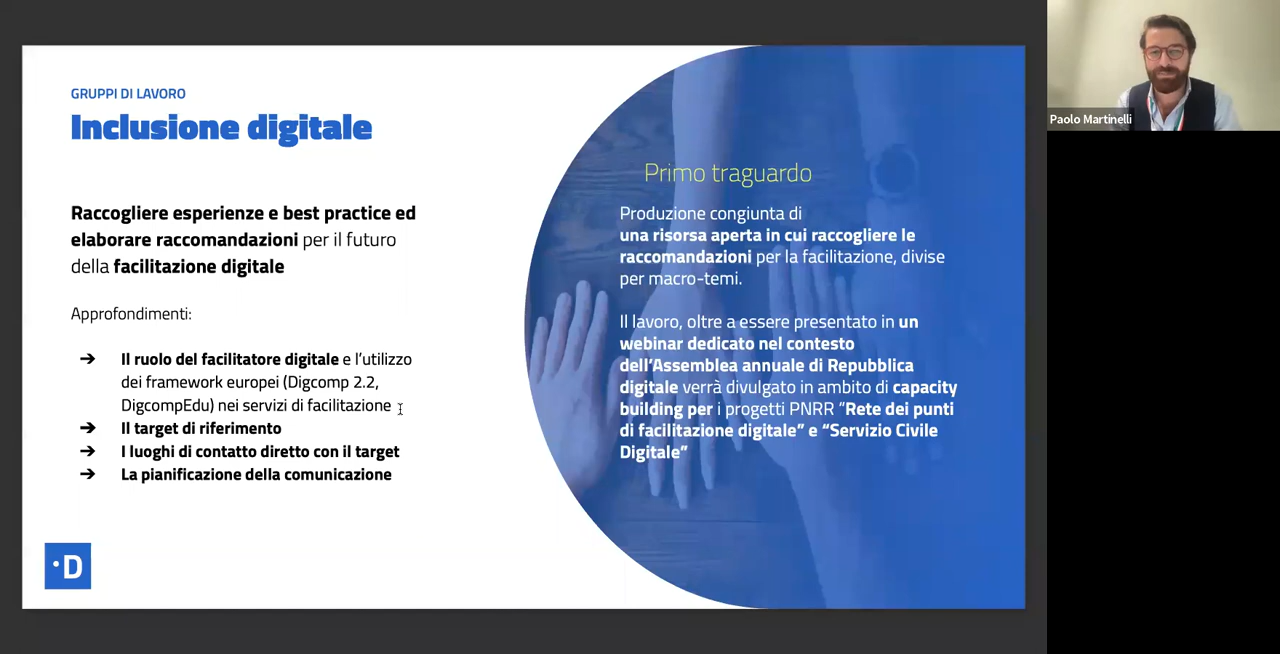 GRUPPI DI LAVORO
Inclusione digitale
Raccogliere esperienze e best practice ed
elaborare raccomandazioni per il futuro
della facilitazione digitale
Approfondimenti:
➔ Il ruolo del facilitatore digitale e l’utilizzo
dei framework europei (Digcomp 2.2,
DigcompEdu) nei servizi di facilitazione
➔ Il target di riferimento
➔ I luoghi di contatto diretto con il target
➔ La pianificazione della comunicazione
·D
Primo traguardo
Produzione congiunta di
una risorsa aperta in cui raccogliere le
raccomandazioni per la facilitazione, divise
per macro-temi.
Il lavoro, oltre a essere presentato in un
webinar dedicato nel contesto
dell’Assemblea annuale di Repubblica
digitale verrà divulgato in ambito di capacity
building per i progetti PNRR “Rete dei punti
di facilitazione digitale” e “Servizio Civile
Digitale”
Paolo Martinelli